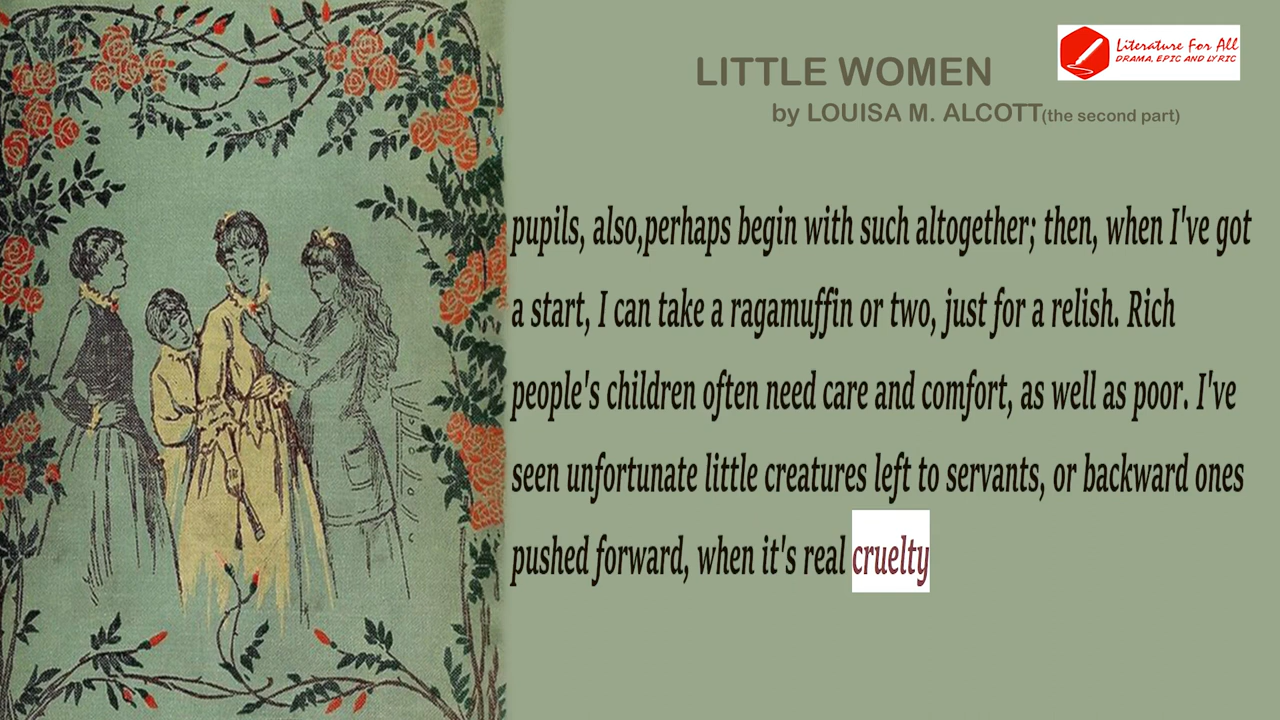 LITTLE WOMEN
by LOUISA M. ALCOTT(the second part)
Literature For All
DRAMA, EPIC AND LYRIC
pupils, also,perhaps begin with such altogether; then, when I've got
a start, I can take a ragamuffin or two, just for a relish. Rich
people's children often need care and comfort, as well as poor. I've
seen unfortunate little creatures left to servants, or backward ones
pushed forward, when it's real cruelty